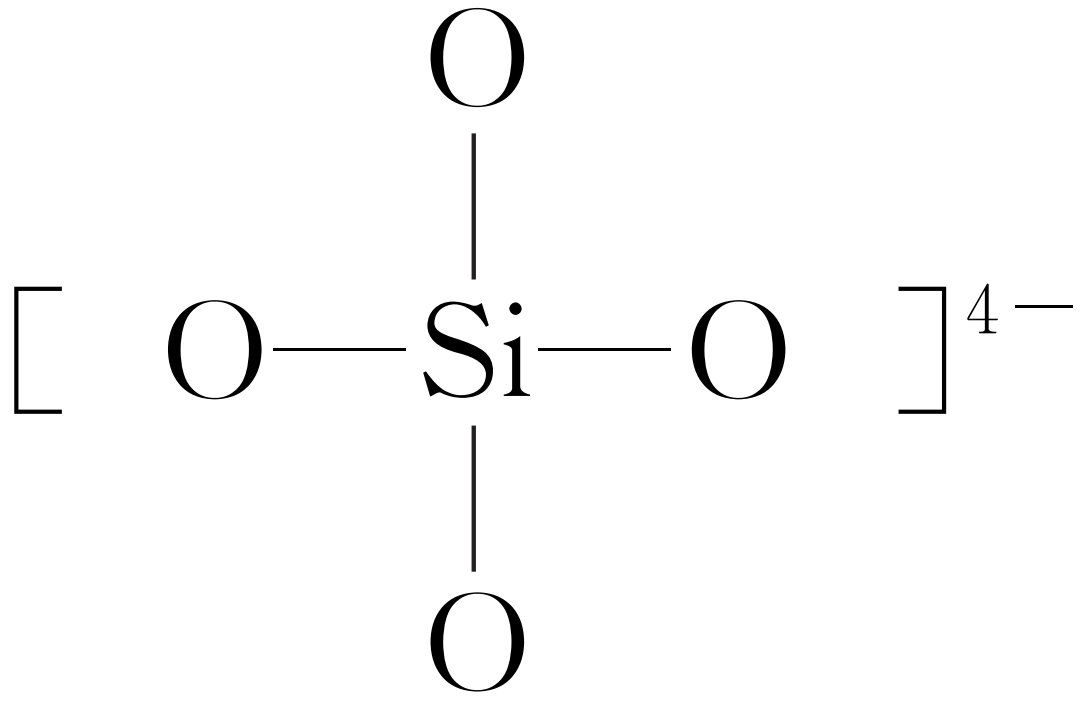 O
[ O — Si — O ]4−
O